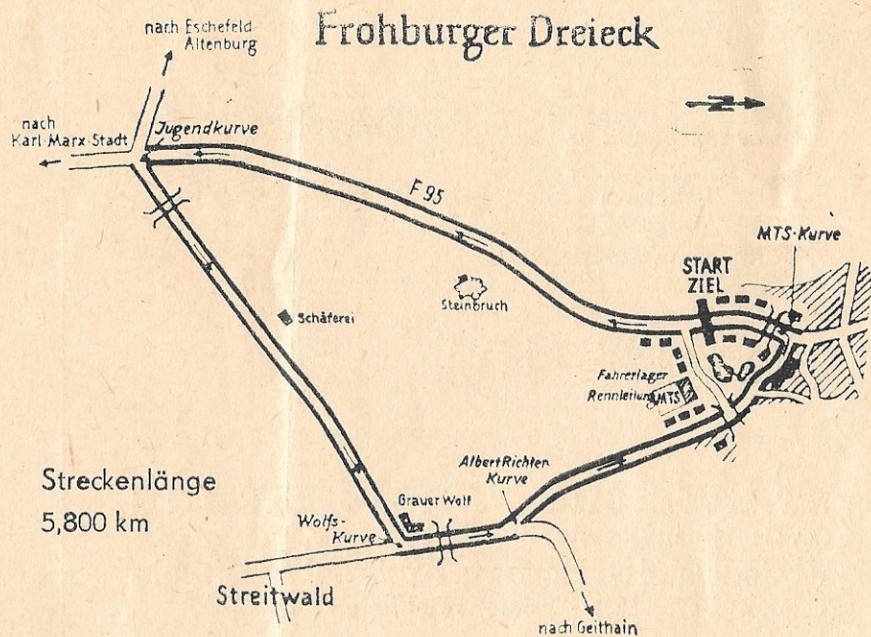 Frohburger Dreieck
nach Eschefeld-
Altenburg
N
nach
Karl-Marx-Stadt
Jugendkurve
F 95
MTS-Kurve
START
ZIEL
Steinbruch
Schäferei
Fahrerlager
Rennleitung
MTS
Albert Richter
Kurve
Streckenlänge
5,800 km
Grauer Wolf
Wolfs-
Kurve
Streitwald
nach Geithain